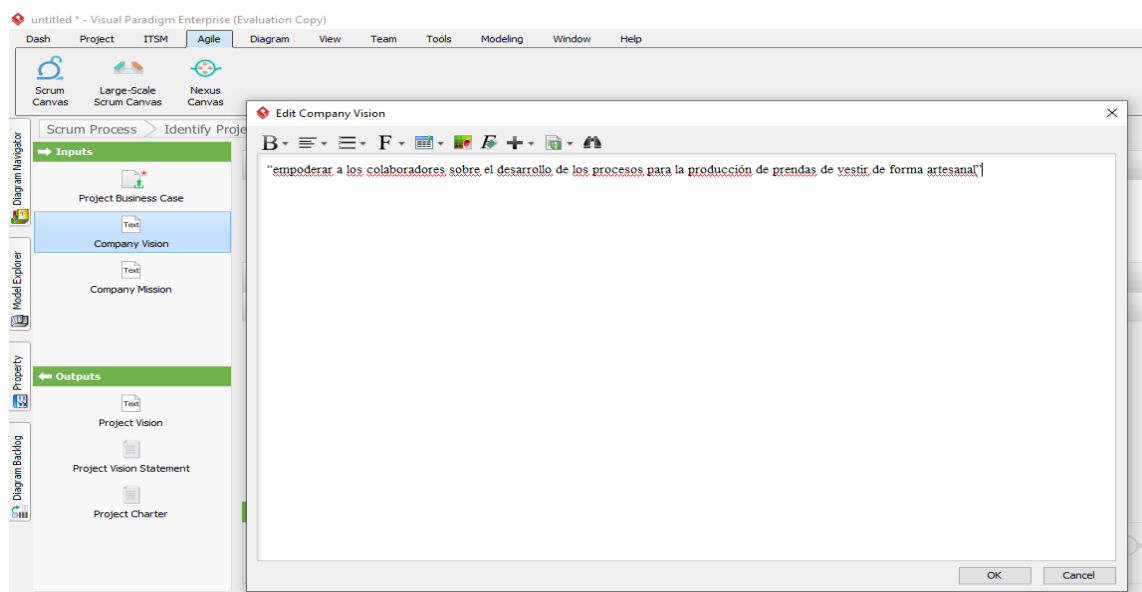 untitled * - Visual Paradigm Enterprise (Evaluation Copy)
Dash Project ITSM Agile Diagram View Team Tools Modeling Window Help
Scrum Canvas
Large-Scale Scrum Canvas
Nexus Canvas
Scrum Process Identify Proje
Diagram Navigator
Model Explorer
Property
Diagram Backlog
Inputs
Project Business Case
Text
Company Vision
Text
Company Mission
Outputs
Text
Project Vision
Project Vision Statement
Project Charter
Edit Company Vision
B F F
“empoderar a los colaboradores sobre el desarrollo de los procesos para la producción de prendas de vestir de forma artesanal”
OK Cancel